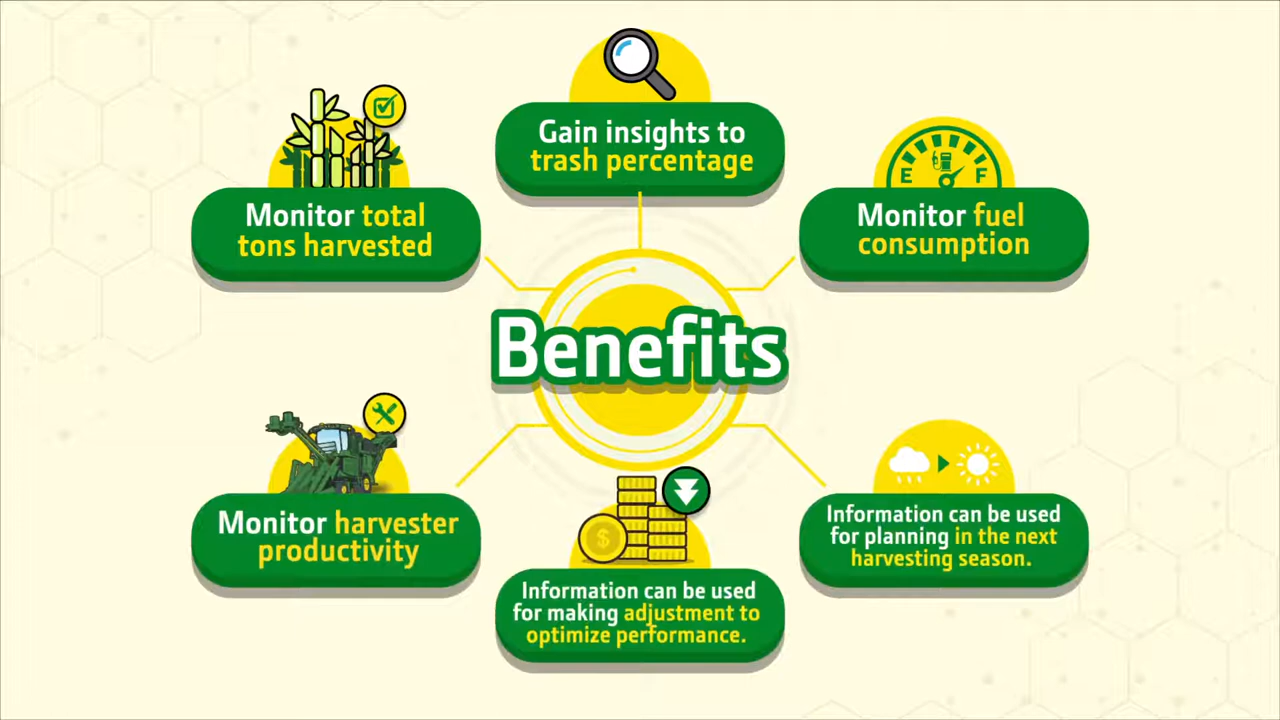 Gain insights to
trash percentage
Monitor total
tons harvested
Monitor fuel
consumption
E F
Benefits
Monitor harvester
productivity
$
Information can be used
for making adjustment to
optimize performance.
Information can be used
for planning in the next
harvesting season.